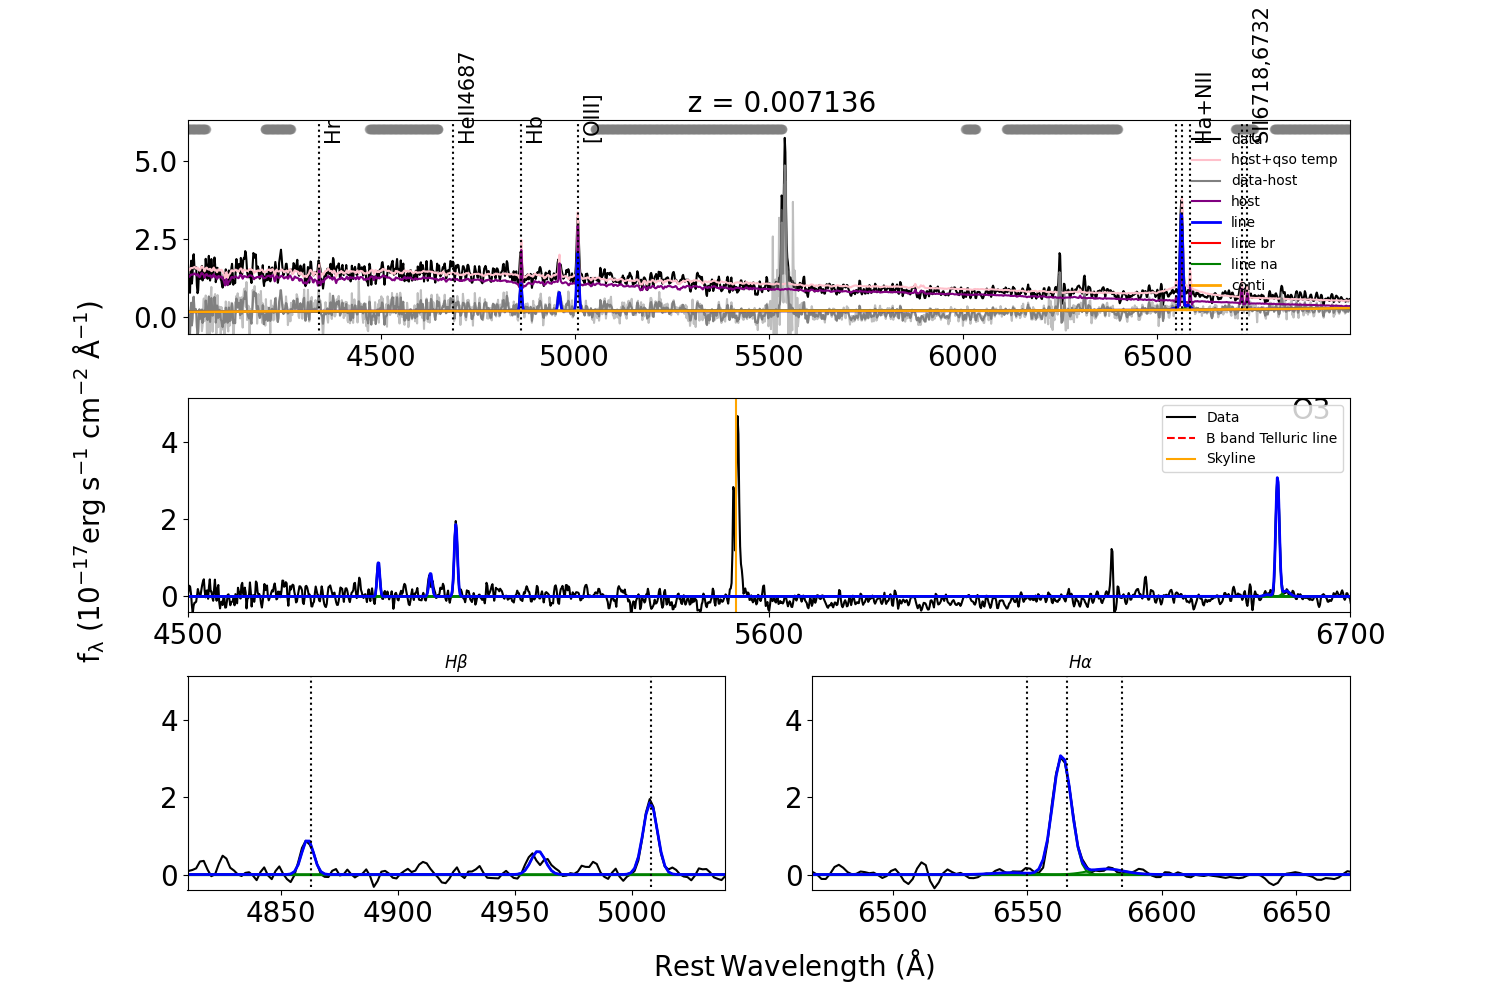 z = 0.007136
Hr
HeII4687
Hb
[OIII]
Ha+NII
SII6718,6732
data
host+qso temp
data-host
host
line
line br
line na
conti
5.0
2.5
0.0
4500 5000 5500 6000 6500
O3
Data
B band Telluric line
Skyline
4
2
0
4500 5600 6700
Hβ
4
2
0
4850 4900 4950 5000
Hα
4
2
0
6500 6550 6600 6650
fλ (10−17erg s−1 cm−2 Å−1)
Rest Wavelength (Å)